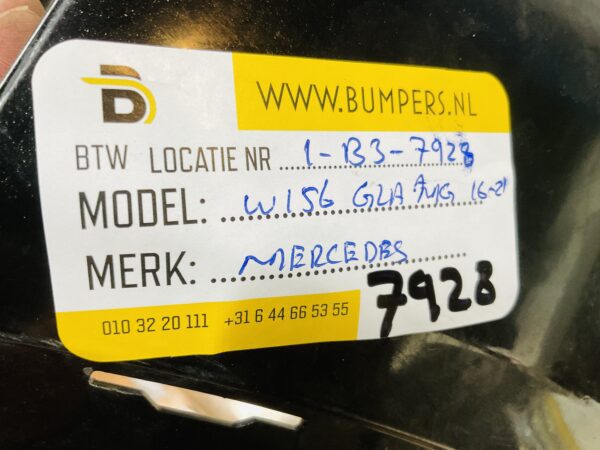 B
WWW.BUMPERS.NL
BTW LOCATIE NR 1-B3-7928
MODEL: W156 GLA AMG 16-21
MERK: MERCEDES
010 32 20 111 +31 6 44 66 53 55
7928